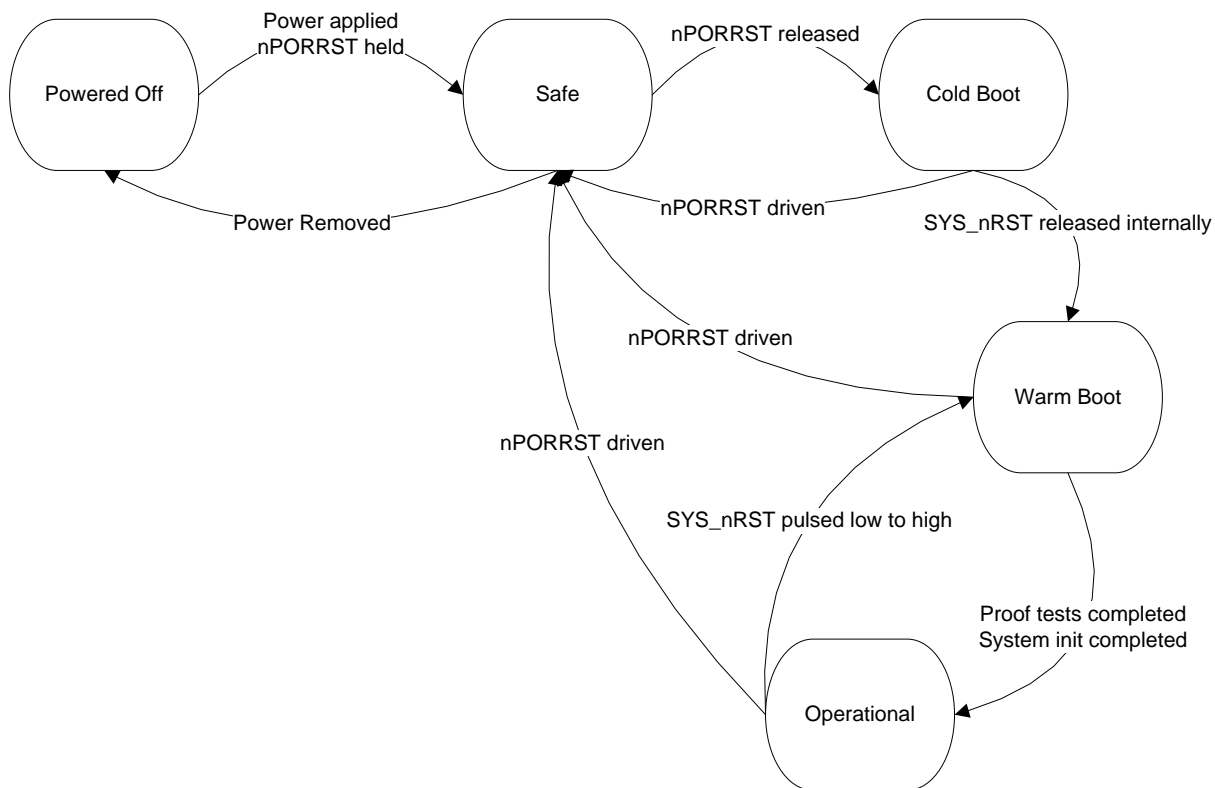 Power applied
nPORRST held
nPORRST released
Powered Off
Safe
Cold Boot
nPORRST driven
Power Removed
SYS_nRST released internally
nPORRST driven
Warm Boot
nPORRST driven
SYS_nRST pulsed low to high
Proof tests completed
System init completed
Operational